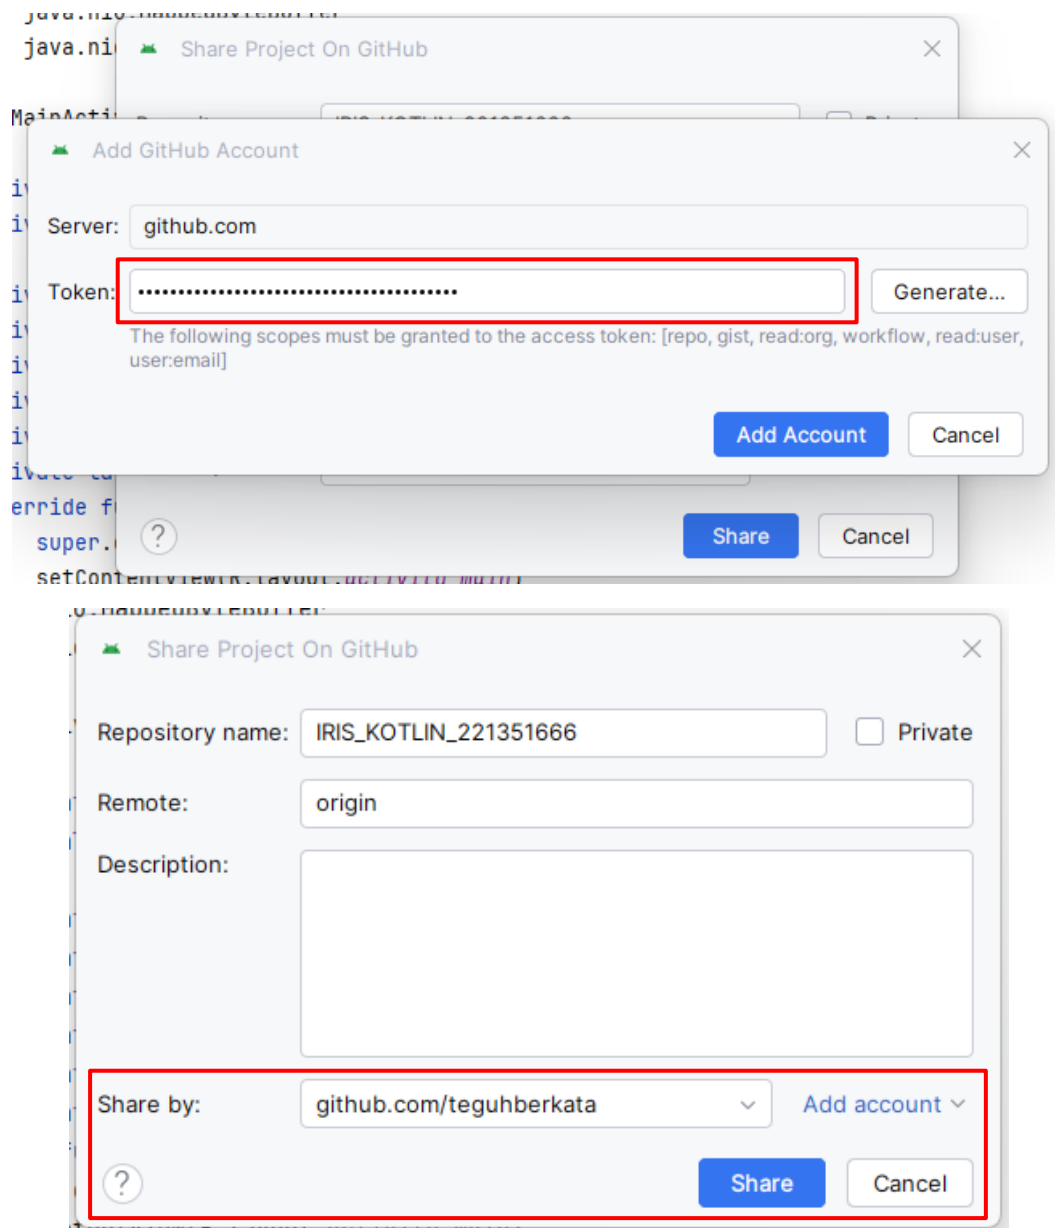 java.ni
Share Project On GitHub
Add GitHub Account
Server:
github.com
Token:
••••••••••••••••••••••••••••••••••••••••
Generate...
The following scopes must be granted to the access token: [repo, gist, read:org, workflow, read:user,
user:email]
Add Account
Cancel
erride f
super.
?
Share
Cancel
Share Project On GitHub
Repository name:
IRIS_KOTLIN_221351666
Private
Remote:
origin
Description:
Share by:
github.com/teguhberkata
Add account
?
Share
Cancel